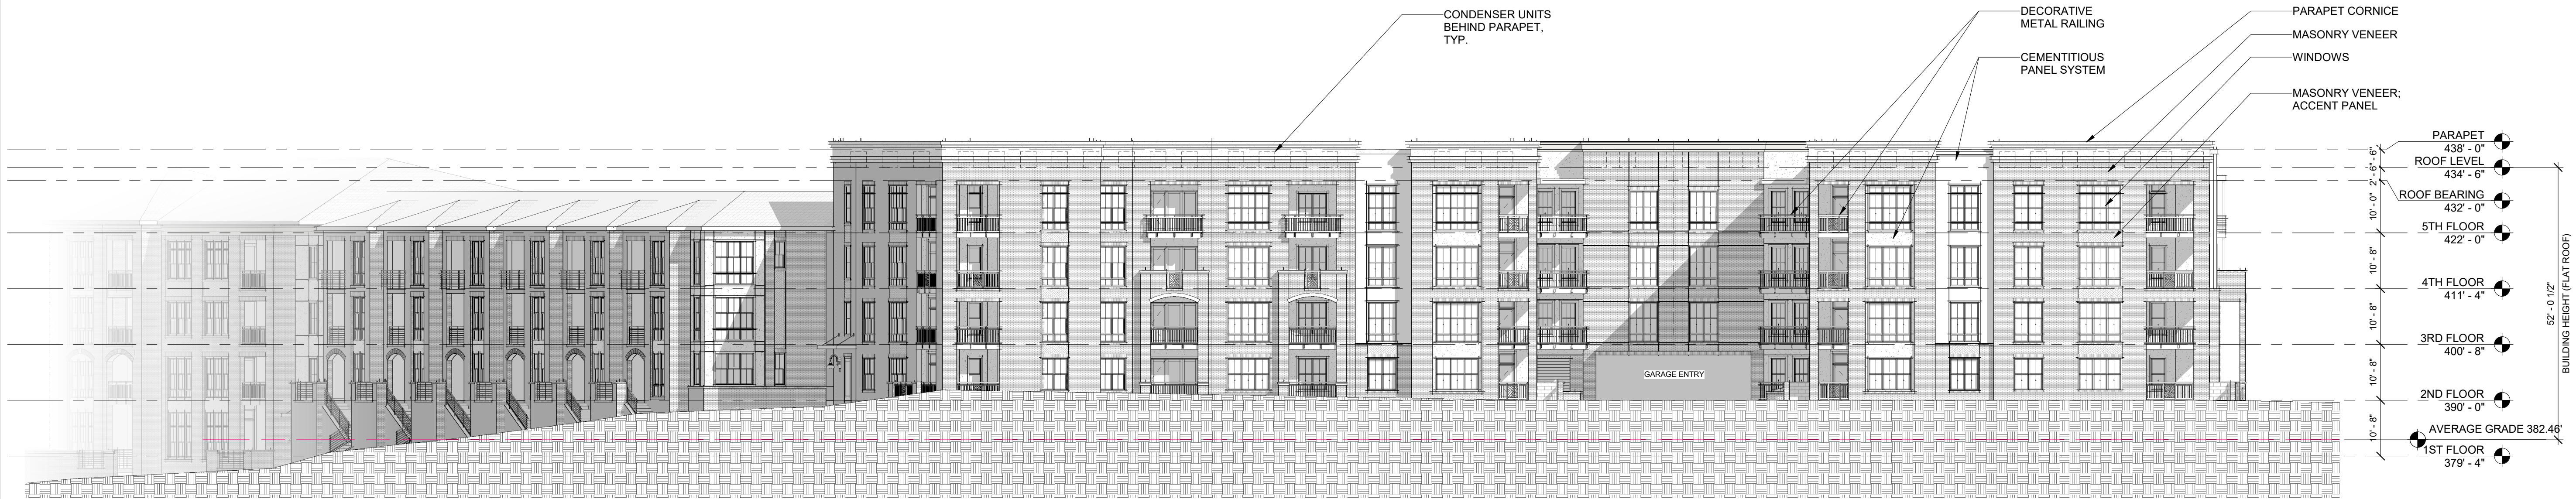 CONDENSER UNITS
BEHIND PARAPET,
TYP.
DECORATIVE
METAL RAILING
CEMENTITIOUS
PANEL SYSTEM
PARAPET CORNICE
MASONRY VENEER
WINDOWS
MASONRY VENEER;
ACCENT PANEL
PARAPET
438' - 0"
ROOF LEVEL
434' - 6"
ROOF BEARING
432' - 0"
5TH FLOOR
422' - 0"
4TH FLOOR
411' - 4"
3RD FLOOR
400' - 8"
2ND FLOOR
390' - 0"
AVERAGE GRADE 382.46'
1ST FLOOR
379' - 4"
3' - 6"
2' - 6"
10' - 0"
10' - 8"
10' - 8"
10' - 8"
10' - 8"
52' - 0 1/2"
BUILDING HEIGHT (FLAT ROOF)
GARAGE ENTRY